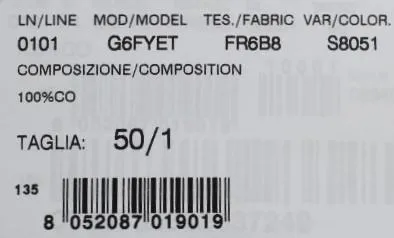 LN/LINE MOD/MODEL TES./FABRIC VAR/COLOR.
0101 G6FYET FR6B8 S8051
COMPOSIZIONE/COMPOSITION
100%CO
TAGLIA: 50/1
135
8 052087 019019